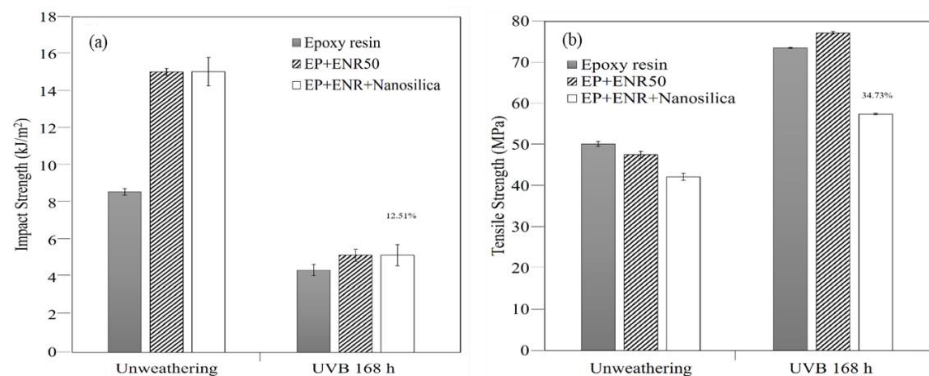 (a)
Epoxy resin
EP+ENR50
EP+ENR+Nanosilica
Impact Strength (kJ/m²)
18
16
14
12
10
8
6
4
2
0
12.51%
Unweathering
UVB 168 h
(b)
Epoxy resin
EP+ENR50
EP+ENR+Nanosilica
Tensile Strength (MPa)
80
70
60
50
40
30
20
10
0
34.73%
Unweathering
UVB 168 h